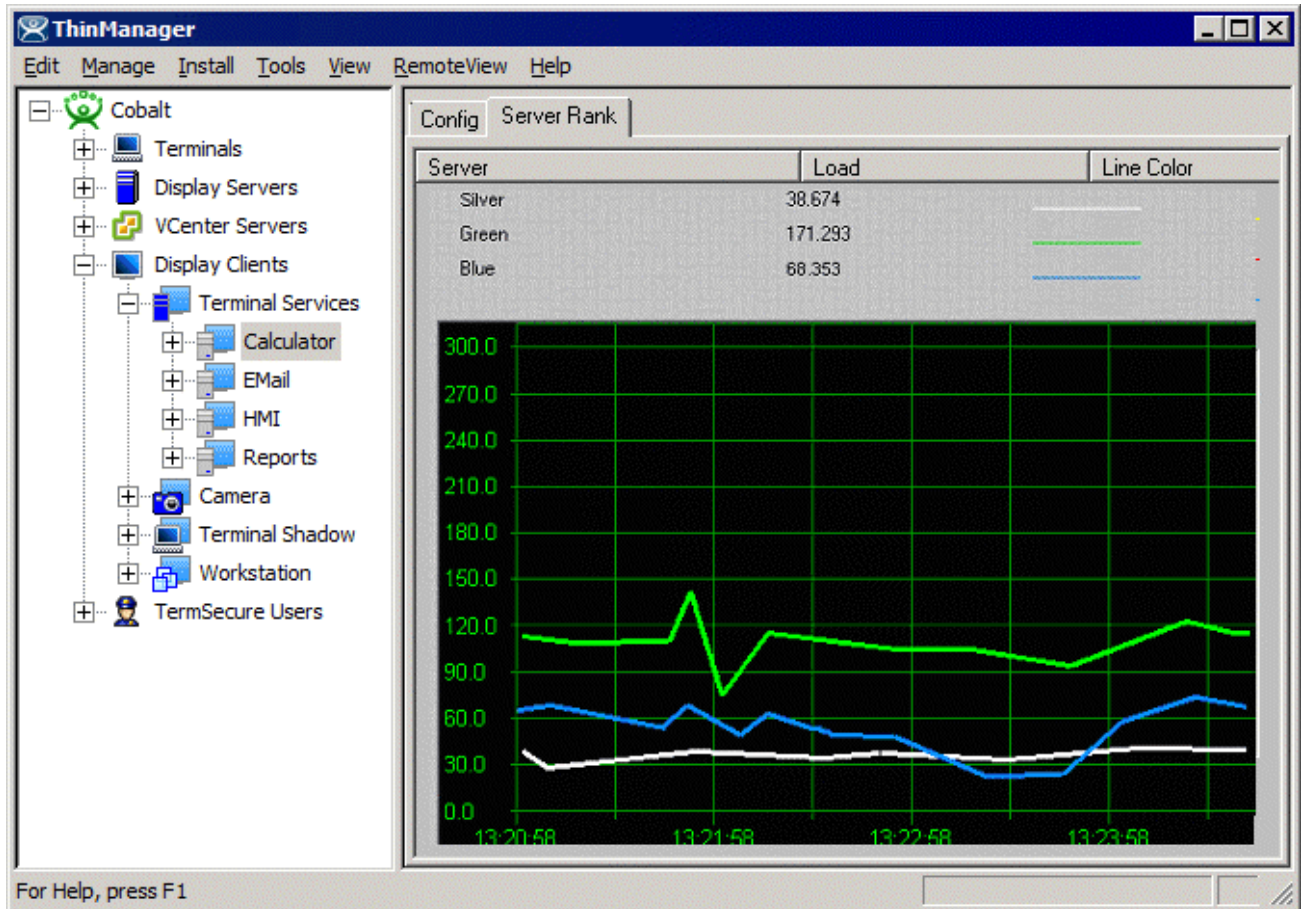 ThinManager
Edit Manage Install Tools View RemoteView Help
Cobalt
Terminals
Display Servers
VCenter Servers
Display Clients
Terminal Services
Calculator
EMail
HMI
Reports
Camera
Terminal Shadow
Workstation
TermSecure Users
Config Server Rank
Server Load Line Color
Silver 38.674
Green 171.293
Blue 68.353
300.0
270.0
240.0
210.0
180.0
150.0
120.0
90.0
60.0
30.0
0.0
13:20:58 13:21:58 13:22:58 13:23:58
For Help, press F1